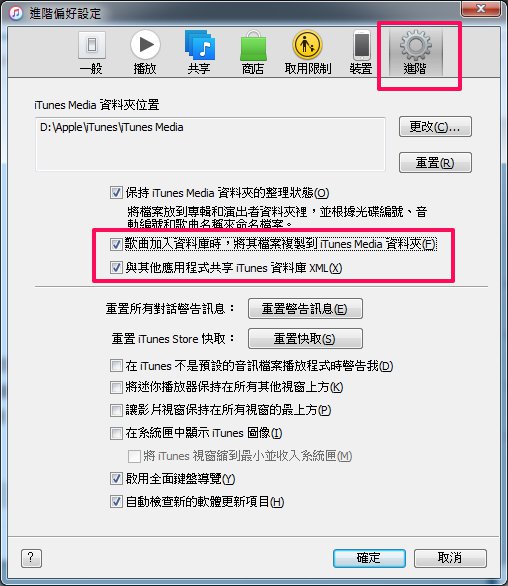 進階偏好設定
一般
播放
共享
商店
取用限制
裝置
進階
iTunes Media 資料夾位置
D:\Apple\iTunes\iTunes Media
更改(C)...
重置(R)
保持 iTunes Media 資料夾的整理狀態(O)
將檔案放到專輯和演出者資料夾裡，並根據光碟編號、音
動編號和歌曲名稱來命名檔案。
歌曲加入資料庫時，將其檔案複製到 iTunes Media 資料夾(F)
與其他應用程式共享 iTunes 資料庫 XML(X)
重置所有對話警告訊息：
重置警告訊息(E)
重置 iTunes Store 快取：
重置快取(S)
在 iTunes 不是預設的音訊檔案播放程式時警告我(D)
將迷你播放器保持在所有其他視窗上方(K)
讓影片視窗保持在所有視窗的最上方(P)
在系統匣中顯示 iTunes 圖像(I)
將 iTunes 視窗縮到最小並收入系統匣(M)
啟用全面鍵盤導覽(Y)
自動檢查新的軟體更新項目(H)
?
確定
取消